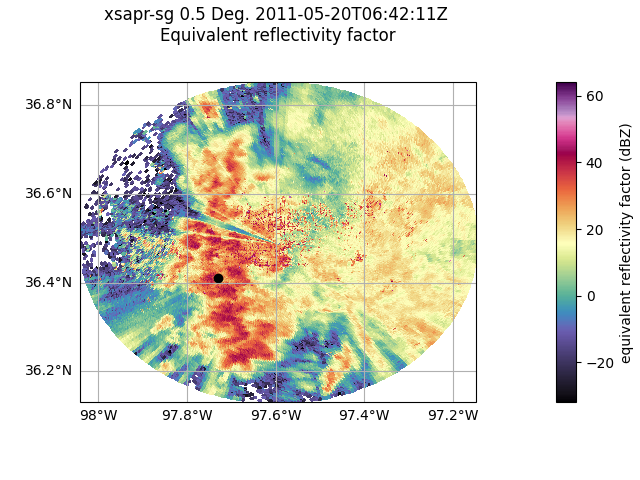 xsapr-sg 0.5 Deg. 2011-05-20T06:42:11Z
Equivalent reflectivity factor
36.8°N
36.6°N
36.4°N
36.2°N
98°W 97.8°W 97.6°W 97.4°W 97.2°W
60
40
20
0
−20
equivalent reflectivity factor (dBZ)